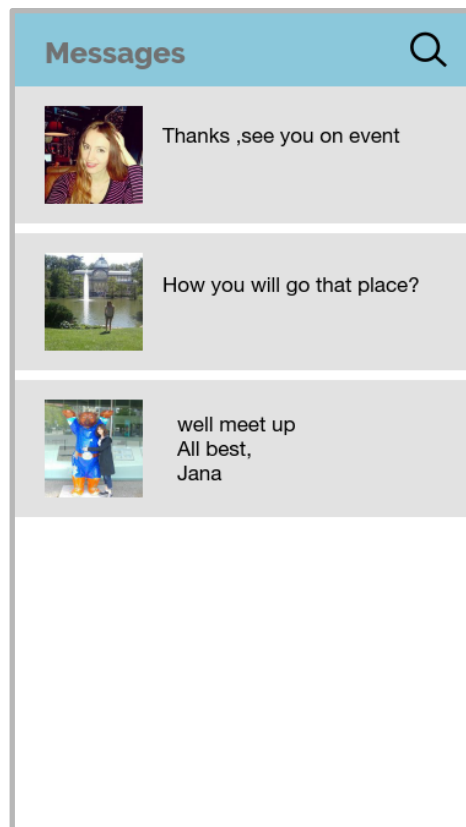 Messages
Thanks ,see you on event
How you will go that place?
well meet up
All best,
Jana